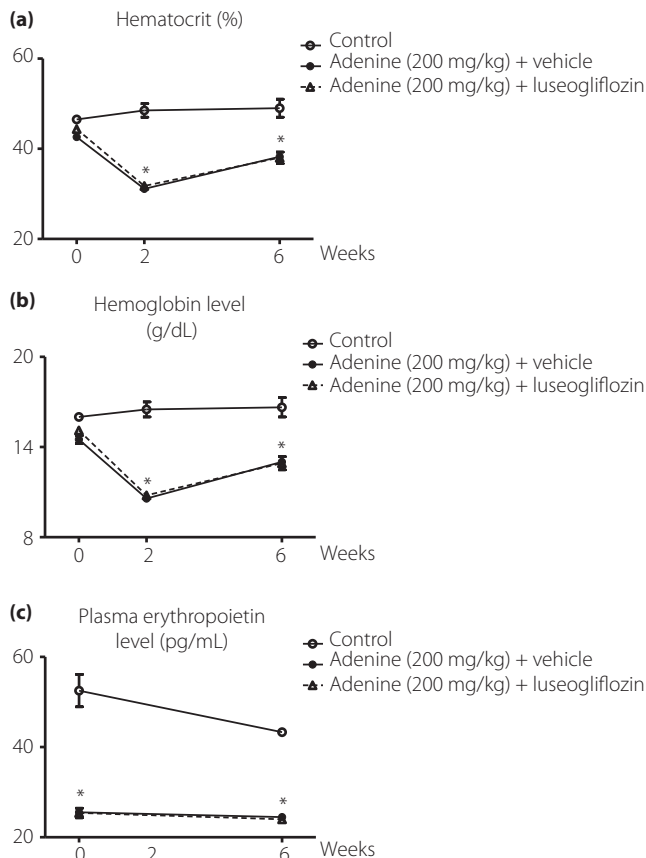 (a) Hematocrit (%)
Control
Adenine (200 mg/kg) + vehicle
Adenine (200 mg/kg) + luseogliflozin
60
40
20
*
*
0 2 6 Weeks
(b) Hemoglobin level
(g/dL)
Control
Adenine (200 mg/kg) + vehicle
Adenine (200 mg/kg) + luseogliflozin
20
14
8
*
*
0 2 6 Weeks
(c) Plasma erythropoietin
level (pg/mL)
Control
Adenine (200 mg/kg) + vehicle
Adenine (200 mg/kg) + luseogliflozin
60
40
20
*
*
0 2 6 Weeks